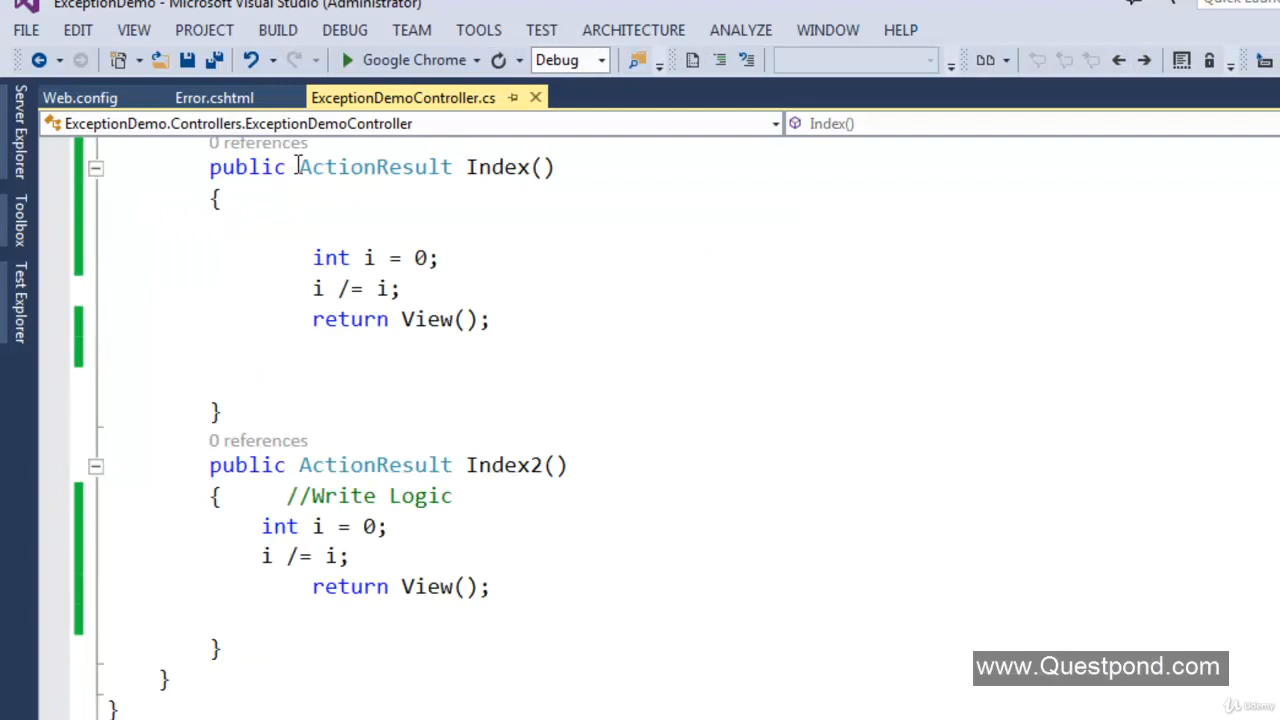 ExceptionDemo - Microsoft Visual Studio (Administrator)
Quick Launch
FILE EDIT VIEW PROJECT BUILD DEBUG TEAM TOOLS TEST ARCHITECTURE ANALYZE WINDOW HELP
Google Chrome Debug
Web.config Error.cshtml ExceptionDemoController.cs
ExceptionDemo.Controllers.ExceptionDemoController Index()
Server Explorer
Toolbox
Test Explorer
0 references
public ActionResult Index()
{
int i = 0;
i /= i;
return View();
}
0 references
public ActionResult Index2()
{ //Write Logic
int i = 0;
i /= i;
return View();
}
}
}
www.Questpond.com
Udemy